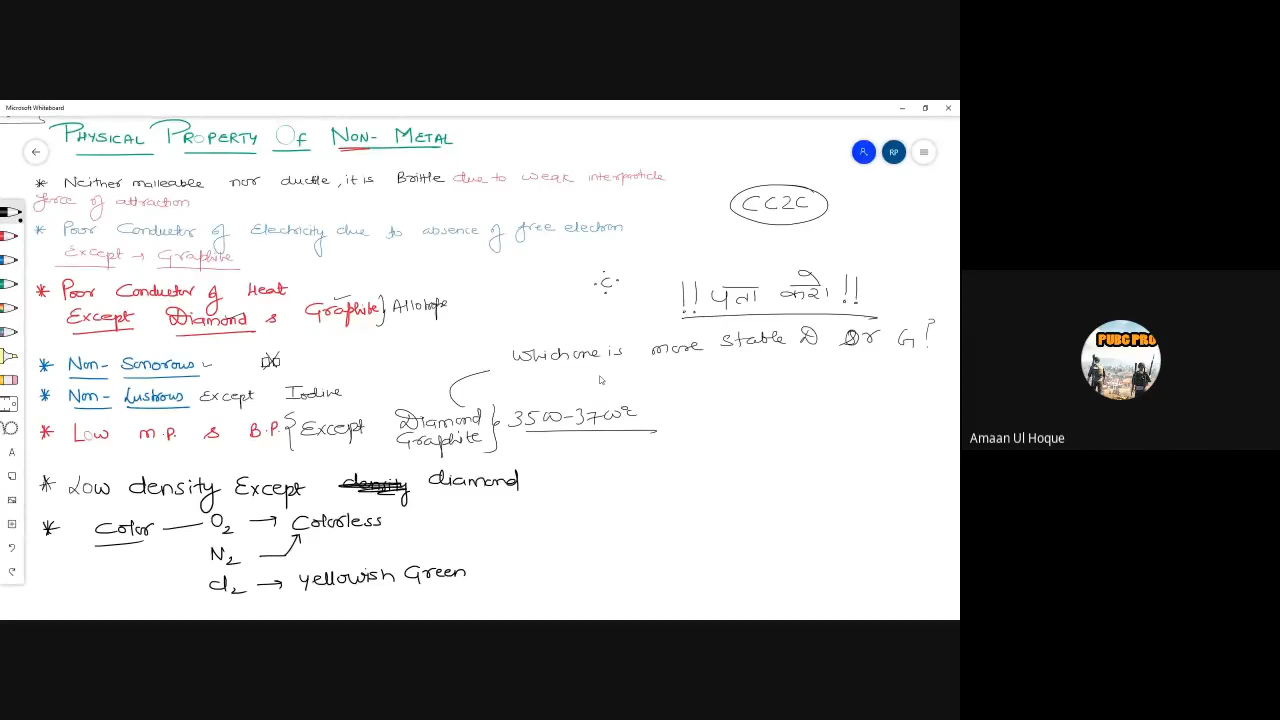 Microsoft Whiteboard
PHYSICAL PROPERTY Of NON-METAL
RP
* Neither malleable nor ductile, it is Brittle due to weak interparticle
force of attraction
CC2C
* Poor Conductor of Electricity due to absence of free electron
Except → Graphite
* Poor Conductor of Heat
Except Diamond & Graphite } Allotrope
C
!! पता करो !!
which one is more stable D Or G?
* Non-Sonorous
* Non-Lustrous Except Iodine
* Low m.p. & B.P. { Except Diamond
Graphite } 3500-3700
* Low density Except density diamond
* Color — O2 → Colorless
N2
Cl2 → Yellowish Green
PUBG PRO
Amaan Ul Hoque